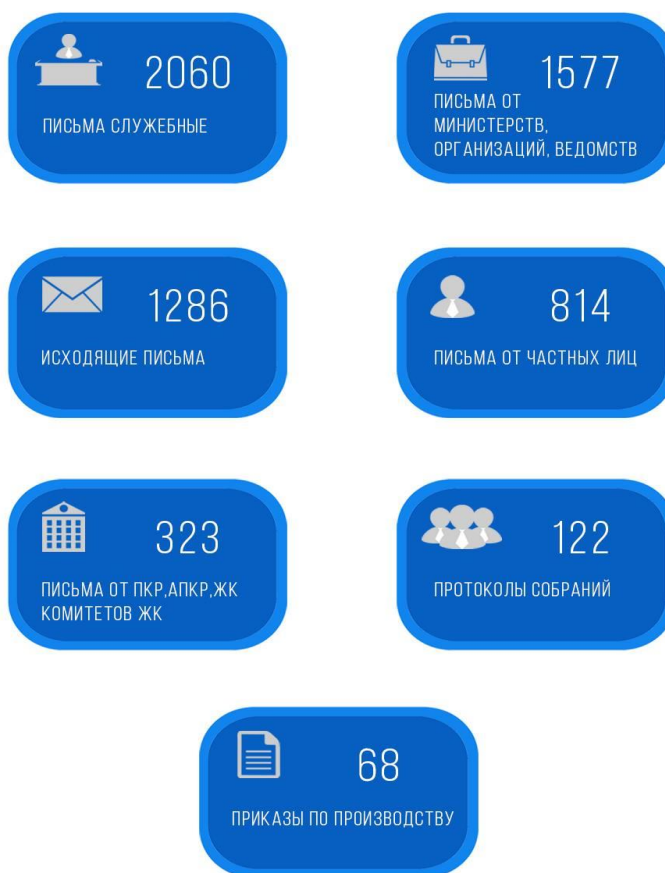 2060
ПИСЬМА СЛУЖЕБНЫЕ
1577
ПИСЬМА ОТ
МИНИСТЕРСТВ,
ОРГАНИЗАЦИЙ, ВЕДОМСТВ
1286
ИСХОДЯЩИЕ ПИСЬМА
814
ПИСЬМА ОТ ЧАСТНЫХ ЛИЦ
323
ПИСЬМА ОТ ПКР,АПКР,ЖК
КОМИТЕТОВ ЖК
122
ПРОТОКОЛЫ СОБРАНИЙ
68
ПРИКАЗЫ ПО ПРОИЗВОДСТВУ